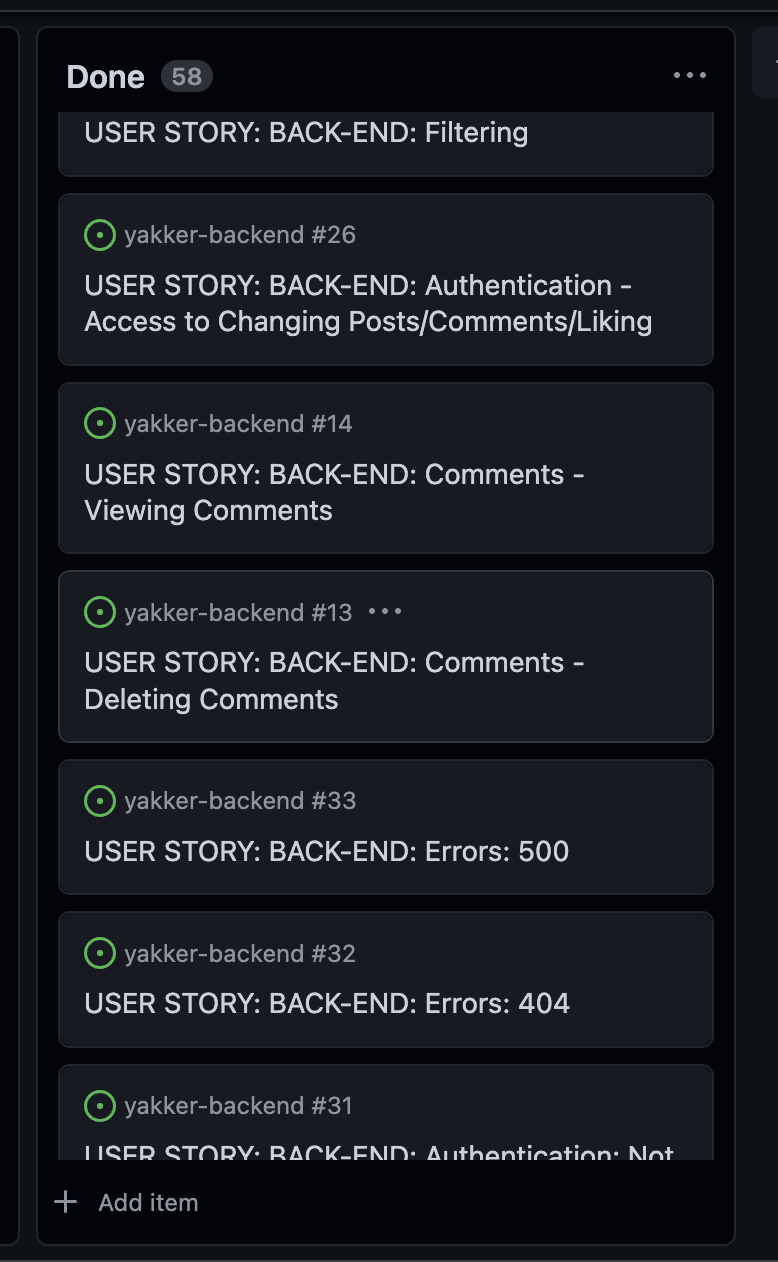 Done 58
USER STORY: BACK-END: Filtering
yakker-backend #26
USER STORY: BACK-END: Authentication -
Access to Changing Posts/Comments/Liking
yakker-backend #14
USER STORY: BACK-END: Comments -
Viewing Comments
yakker-backend #13
USER STORY: BACK-END: Comments -
Deleting Comments
yakker-backend #33
USER STORY: BACK-END: Errors: 500
yakker-backend #32
USER STORY: BACK-END: Errors: 404
yakker-backend #31
USER STORY: BACK-END: Authentication: Not
+ Add item